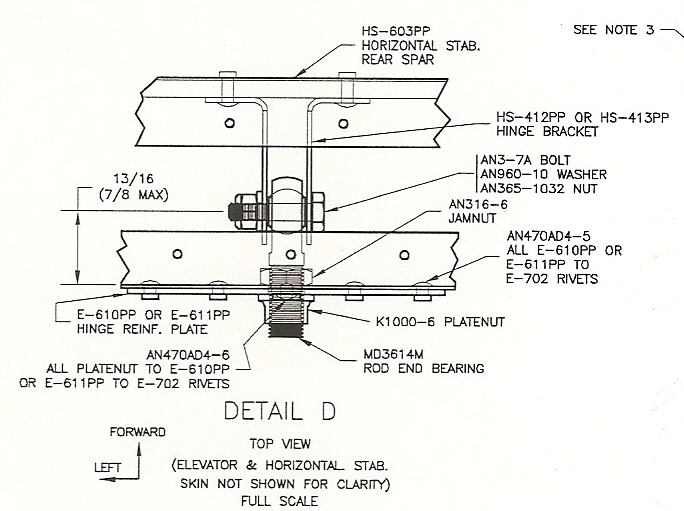 HS-603PP
HORIZONTAL STAB.
REAR SPAR
SEE NOTE 3
HS-412PP OR HS-413PP
HINGE BRACKET
AN3-7A BOLT
AN960-10 WASHER
AN365-1032 NUT
13/16
(7/8 MAX)
AN316-6
JAMNUT
AN470AD4-5
ALL E-610PP OR
E-611PP TO
E-702 RIVETS
E-610PP OR E-611PP
HINGE REINF. PLATE
K1000-6 PLATENUT
AN470AD4-6
ALL PLATENUT TO E-610PP
OR E-611PP TO E-702 RIVETS
MD3614M
ROD END BEARING
DETAIL D
FORWARD
LEFT
TOP VIEW
(ELEVATOR & HORIZONTAL STAB.
SKIN NOT SHOWN FOR CLARITY)
FULL SCALE